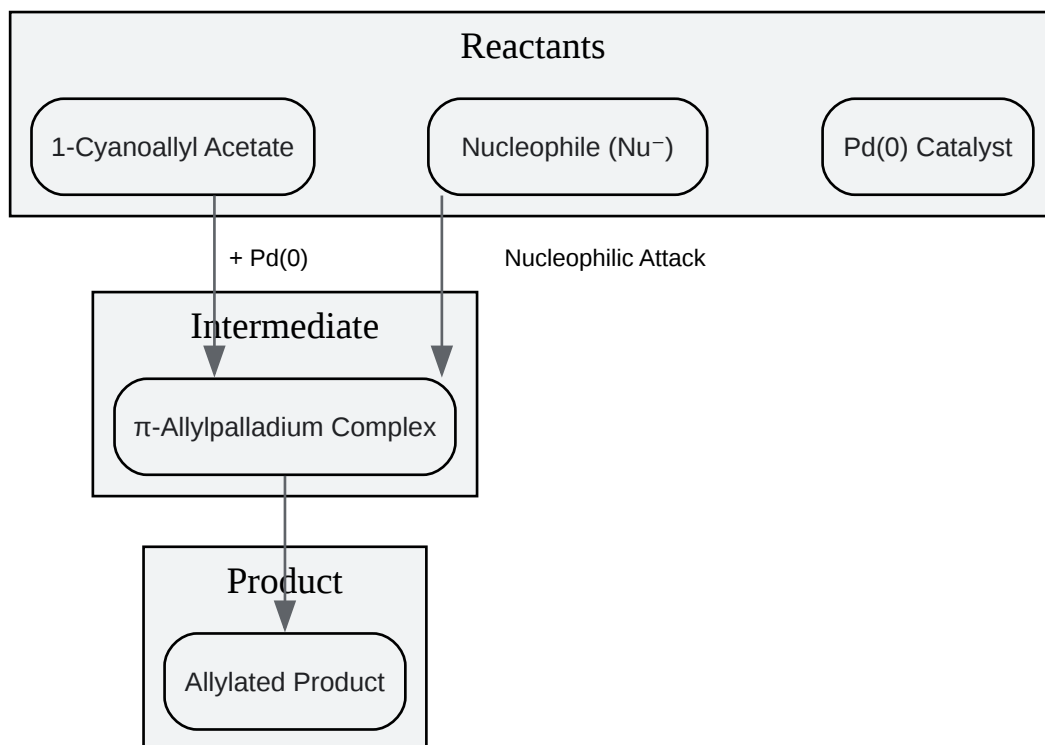 Reactants
1-Cyanoallyl Acetate
Nucleophile (Nu⁻)
Pd(0) Catalyst
+ Pd(0)
Nucleophilic Attack
Intermediate
π-Allylpalladium Complex
Product
Allylated Product